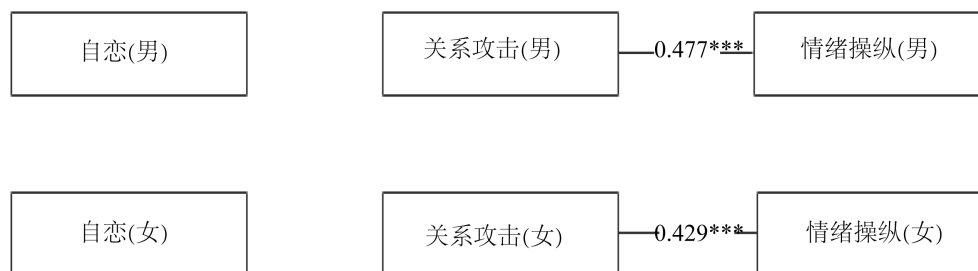 自恋(男)
关系攻击(男)
0.477***
情绪操纵(男)
自恋(女)
关系攻击(女)
0.429***
情绪操纵(女)